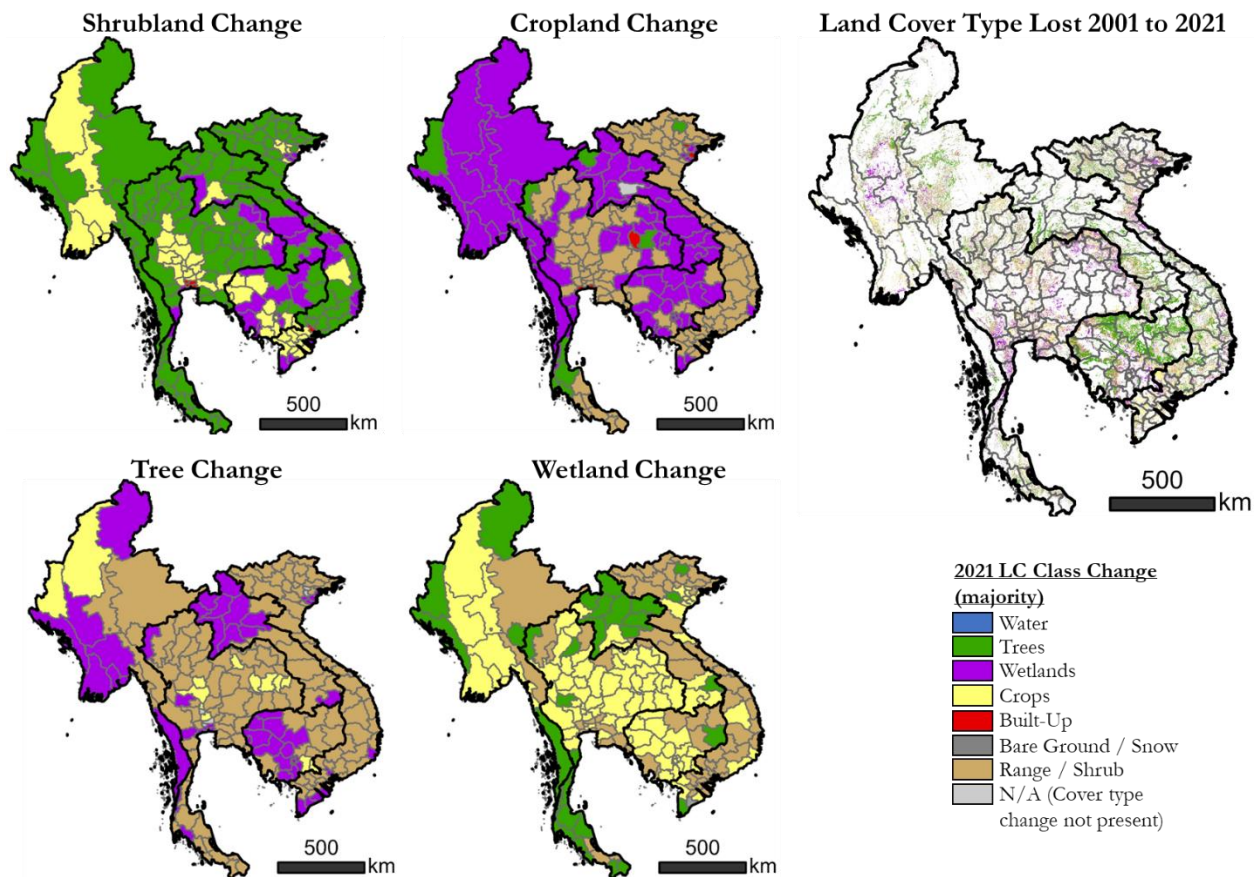 Shrubland Change
Cropland Change
Land Cover Type Lost 2001 to 2021
500
km
500
km
500
km
Tree Change
Wetland Change
2021 LC Class Change
(majority)
Water
Trees
Wetlands
Crops
Built-Up
Bare Ground / Snow
Range / Shrub
N/A (Cover type
change not present)
500
km
500
km